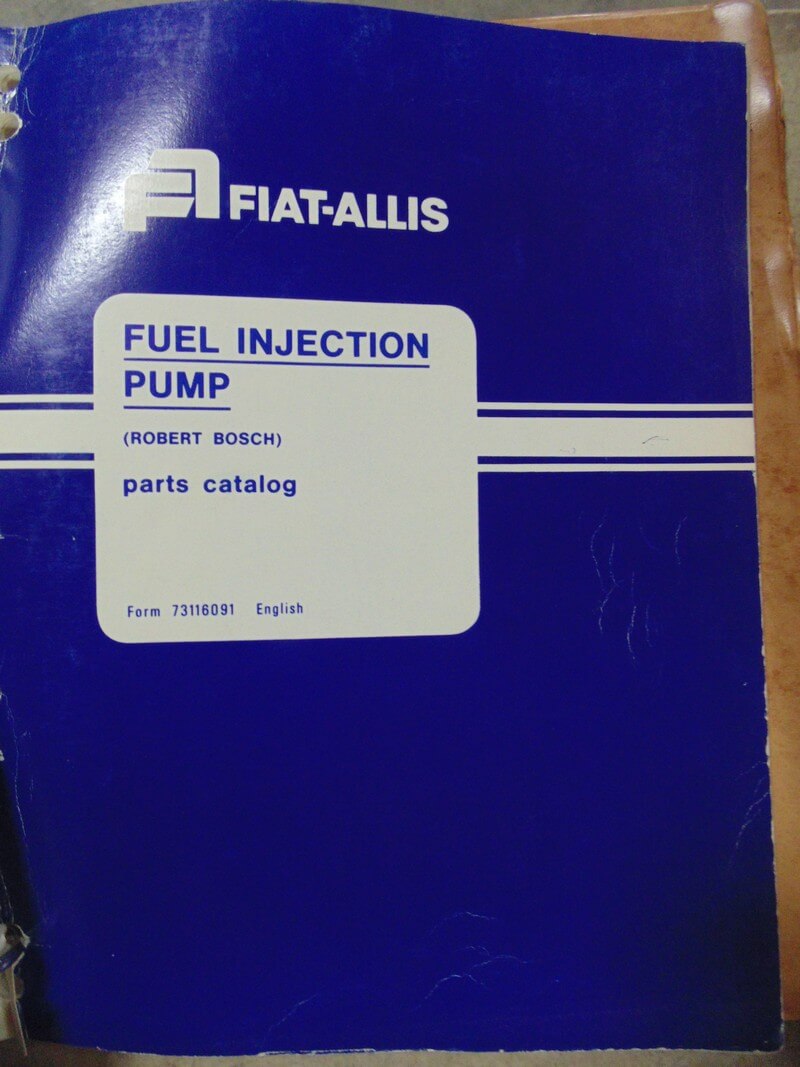 FIAT-ALLIS
FUEL INJECTION
PUMP
(ROBERT BOSCH)
parts catalog
Form 73116091 English